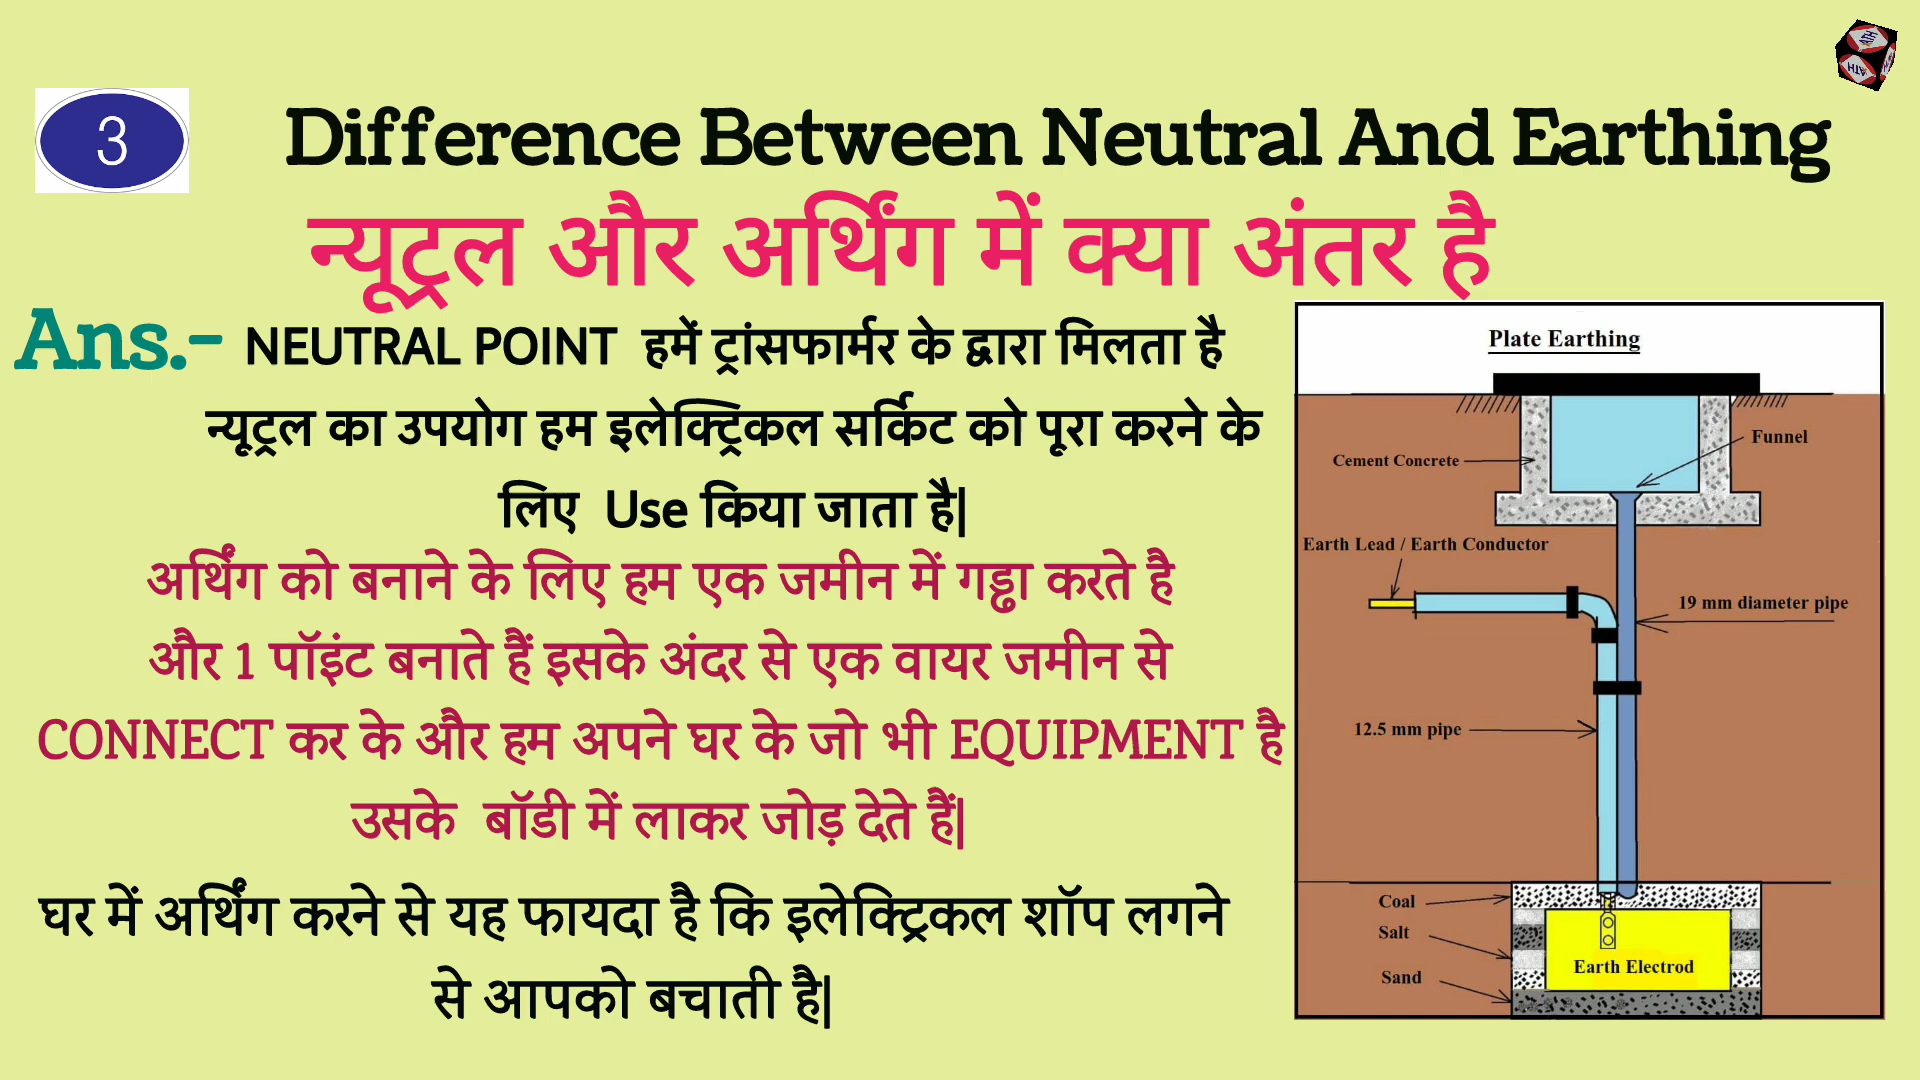 3
Difference Between Neutral And Earthing
न्यूट्रल और अर्थिंग में क्या अंतर है
Ans.- NEUTRAL POINT हमें ट्रांसफार्मर के द्वारा मिलता है
न्यूट्रल का उपयोग हम इलेक्ट्रिकल सर्किट को पूरा करने के
लिए Use किया जाता है|
अर्थिंग को बनाने के लिए हम एक जमीन में गड्ढा करते है
और 1 पॉइंट बनाते हैं इसके अंदर से एक वायर जमीन से
CONNECT कर के और हम अपने घर के जो भी EQUIPMENT है
उसके बॉडी में लाकर जोड़ देते हैं|
घर में अर्थिंग करने से यह फायदा है कि इलेक्ट्रिकल शॉप लगने
से आपको बचाती है|
Plate Earthing
Funnel
Cement Concrete
Earth Lead / Earth Conductor
19 mm diameter pipe
12.5 mm pipe
Coal
Salt
Earth Electrod
Sand
ATH
ATH